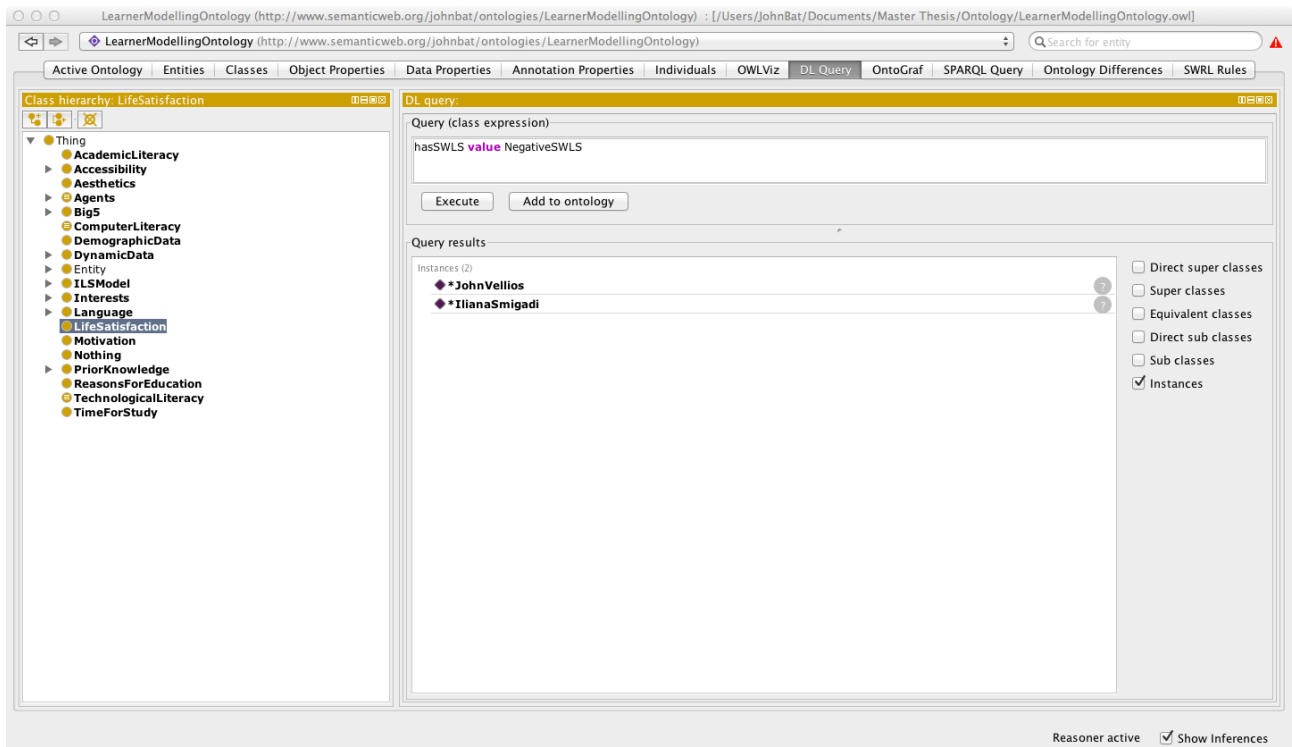 LearnerModellingOntology (http://www.semanticweb.org/johnbat/ontologies/LearnerModellingOntology) : [/Users/JohnBat/Documents/Master Thesis/Ontology/LearnerModellingOntology.owl]
LearnerModellingOntology (http://www.semanticweb.org/johnbat/ontologies/LearnerModellingOntology)
Search for entity
Active Ontology Entities Classes Object Properties Data Properties Annotation Properties Individuals OWLViz DL Query OntoGraf SPARQL Query Ontology Differences SWRL Rules
Class hierarchy: LifeSatisfaction
Thing
AcademicLiteracy
Accessibility
Aesthetics
Agents
Big5
ComputerLiteracy
DemographicData
DynamicData
Entity
ILSModel
Interests
Language
LifeSatisfaction
Motivation
Nothing
PriorKnowledge
ReasonsForEducation
TechnologicalLiteracy
TimeForStudy
DL query:
Query (class expression)
hasSWLS value NegativeSWLS
Execute Add to ontology
Query results
Instances (2)
*JohnVellios ?
*IlianaSmigadi ?
Direct super classes
Super classes
Equivalent classes
Direct sub classes
Sub classes
Instances
Reasoner active Show Inferences